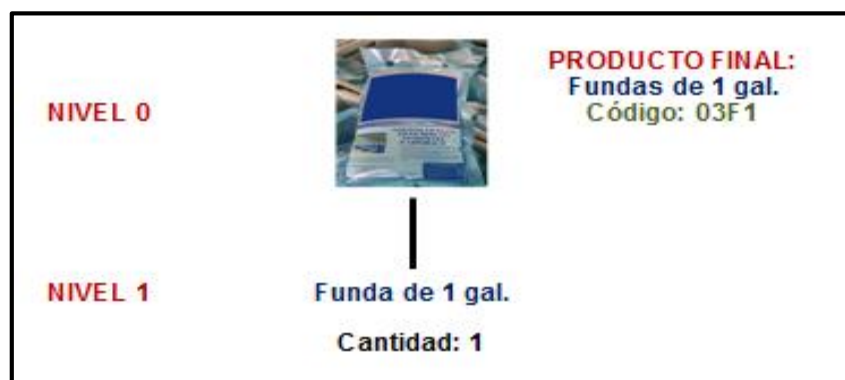 PRODUCTO FINAL:
Fundas de 1 gal.
NIVEL 0
Código: 03F1
NIVEL 1
Funda de 1 gal.
Cantidad: 1